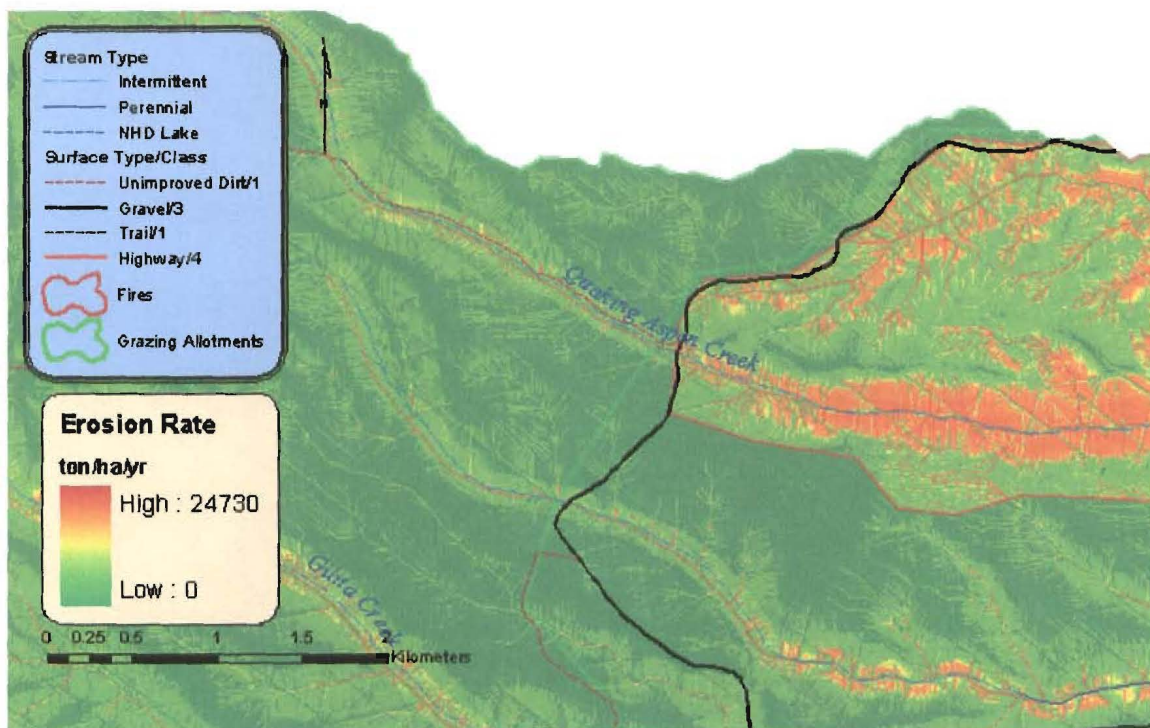 Stream Type
Intermittent
Perennial
NHD Lake
Surface Type/Class
Unimproved Dirt/1
Gravel/3
Trail/1
Highway/4
Fires
Grazing Allotments
Erosion Rate
ton/ha/yr
High : 24730
Low : 0
0 0.25 0.5 1 1.5 2
Kilometers
Quaking Aspen Creek